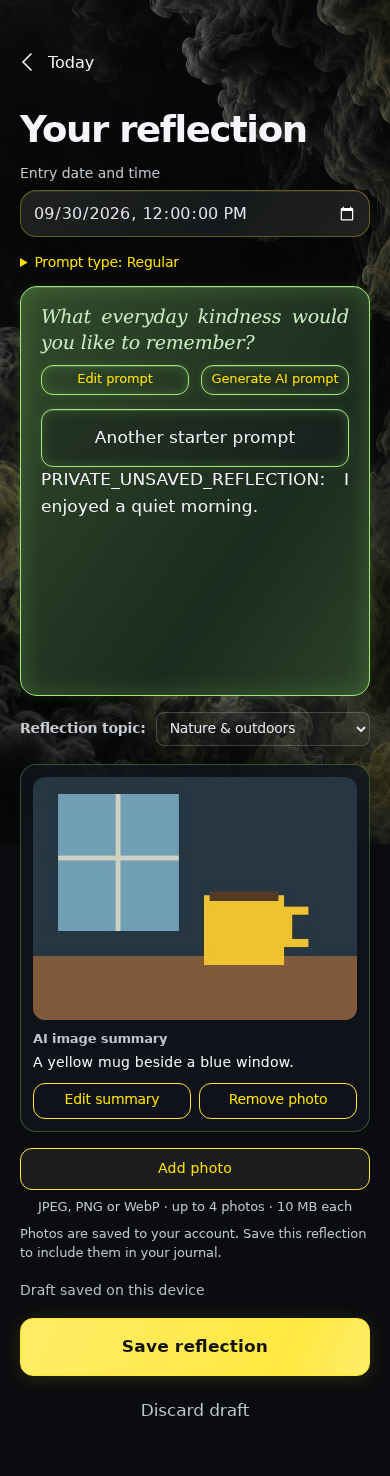 Today
Your reflection
Entry date and time
09/30/2026, 12:00:00 PM
Prompt type: Regular
What everyday kindness would
you like to remember?
Edit prompt
Generate AI prompt
Another starter prompt
PRIVATE_UNSAVED_REFLECTION: I
enjoyed a quiet morning.
Reflection topic:
Nature & outdoors
AI image summary
A yellow mug beside a blue window.
Edit summary
Remove photo
Add photo
JPEG, PNG or WebP · up to 4 photos · 10 MB each
Photos are saved to your account. Save this reflection
to include them in your journal.
Draft saved on this device
Save reflection
Discard draft